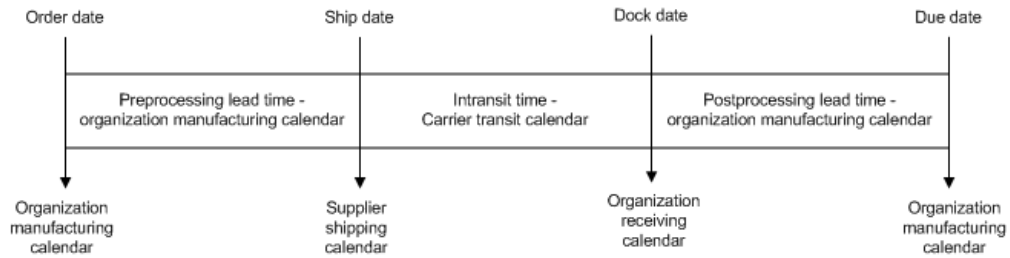 Order date
Ship date
Dock date
Due date
Preprocessing lead time -
organization manufacturing calendar
Intransit time -
Carrier transit calendar
Postprocessing lead time -
organization manufacturing calendar
Organization
manufacturing
calendar
Supplier
shipping
calendar
Organization
receiving
calendar
Organization
manufacturing
calendar